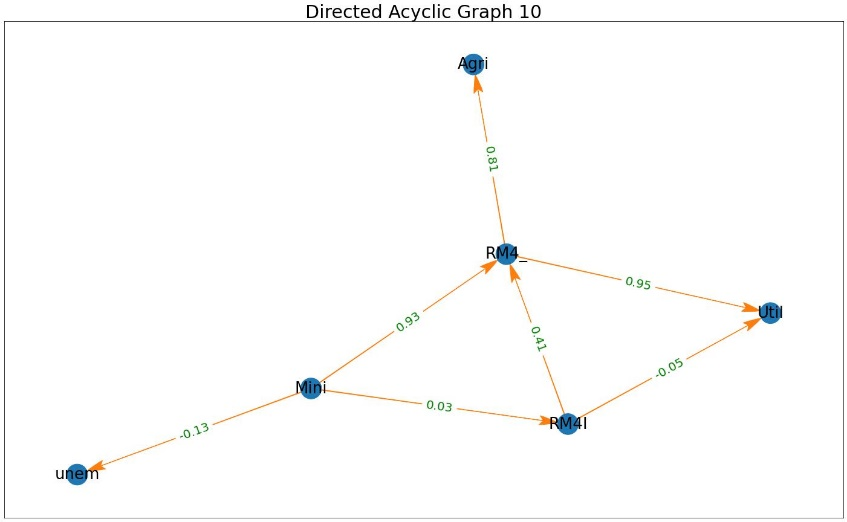 Directed Acyclic Graph 10
Agri
0.81
RM4_
0.95
Util
0.93
0.41
-0.05
Mini
0.03
RM4I
-0.13
unem